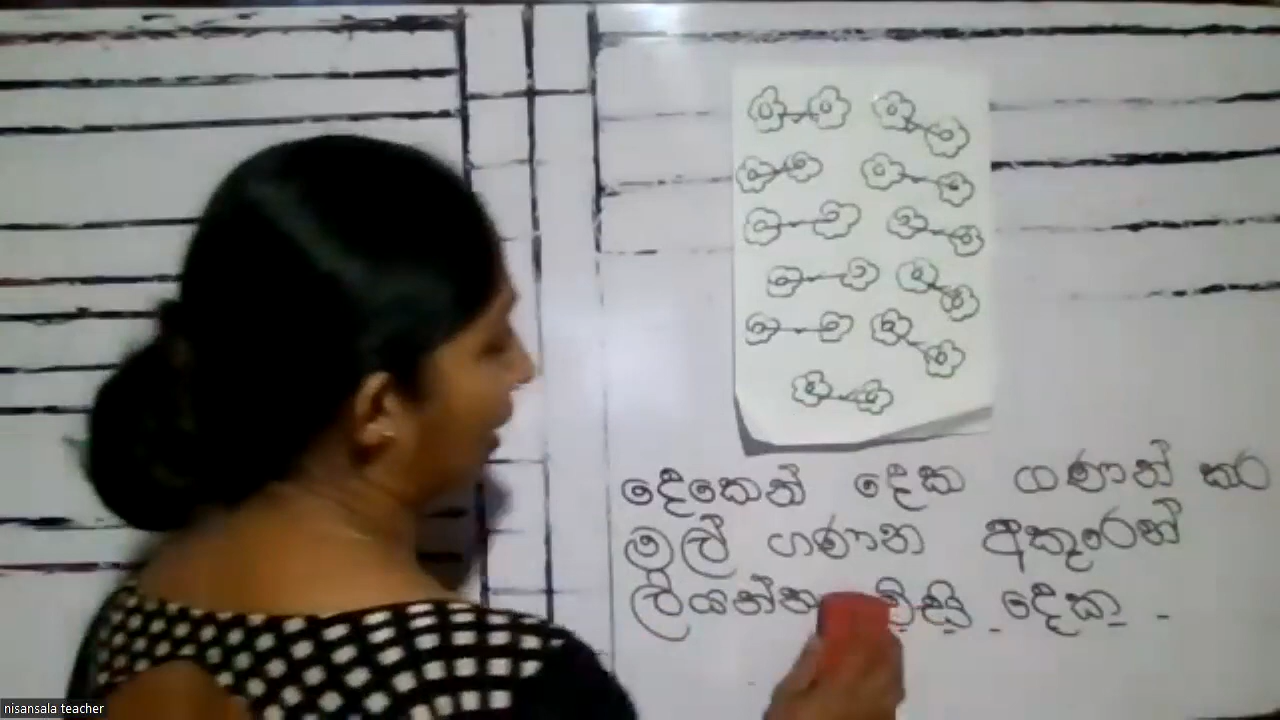 දෙකෙන් දෙක ගණන් කර
මල් ගණන අකුරෙන්
ලියන්න විසි දෙක
nisansala teacher